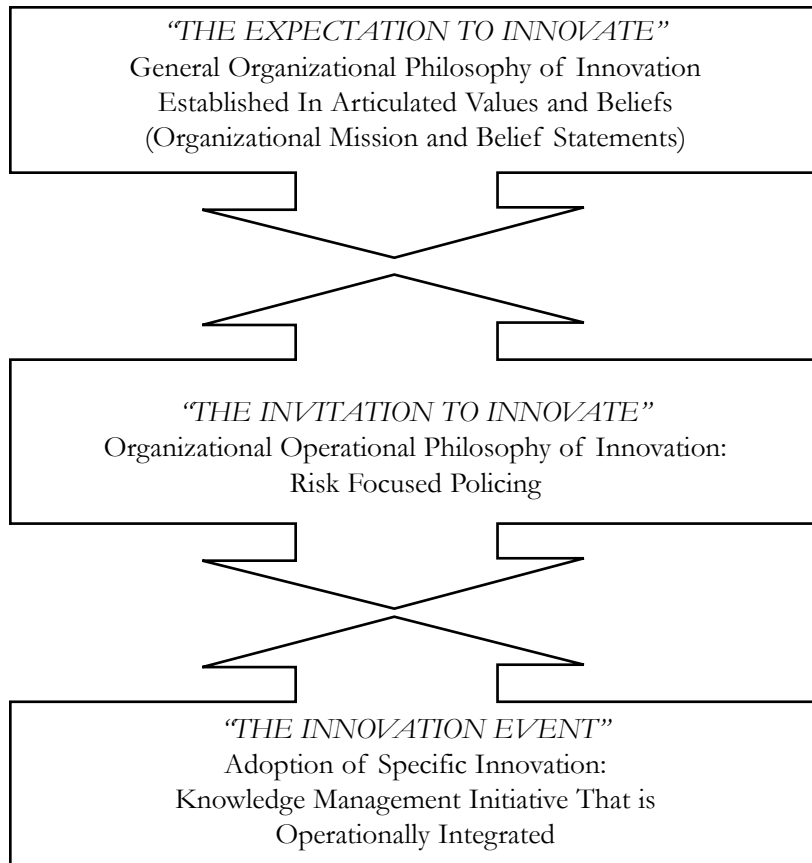 “THE EXPECTATION TO INNOVATE”
General Organizational Philosophy of Innovation
Established In Articulated Values and Beliefs
(Organizational Mission and Belief Statements)
“THE INVITATION TO INNOVATE”
Organizational Operational Philosophy of Innovation:
Risk Focused Policing
“THE INNOVATION EVENT”
Adoption of Specific Innovation:
Knowledge Management Initiative That is
Operationally Integrated